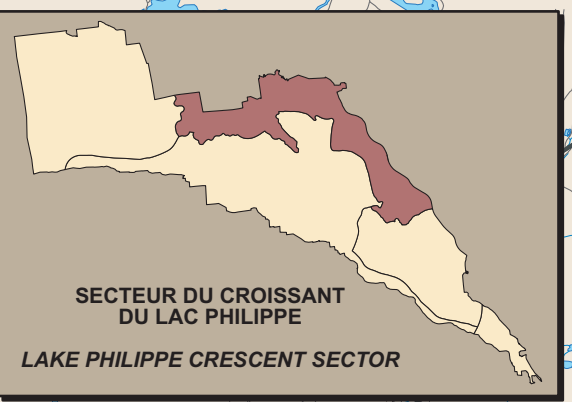 SECTEUR DU CROISSANT
DU LAC PHILIPPE
LAKE PHILIPPE CRESCENT SECTOR